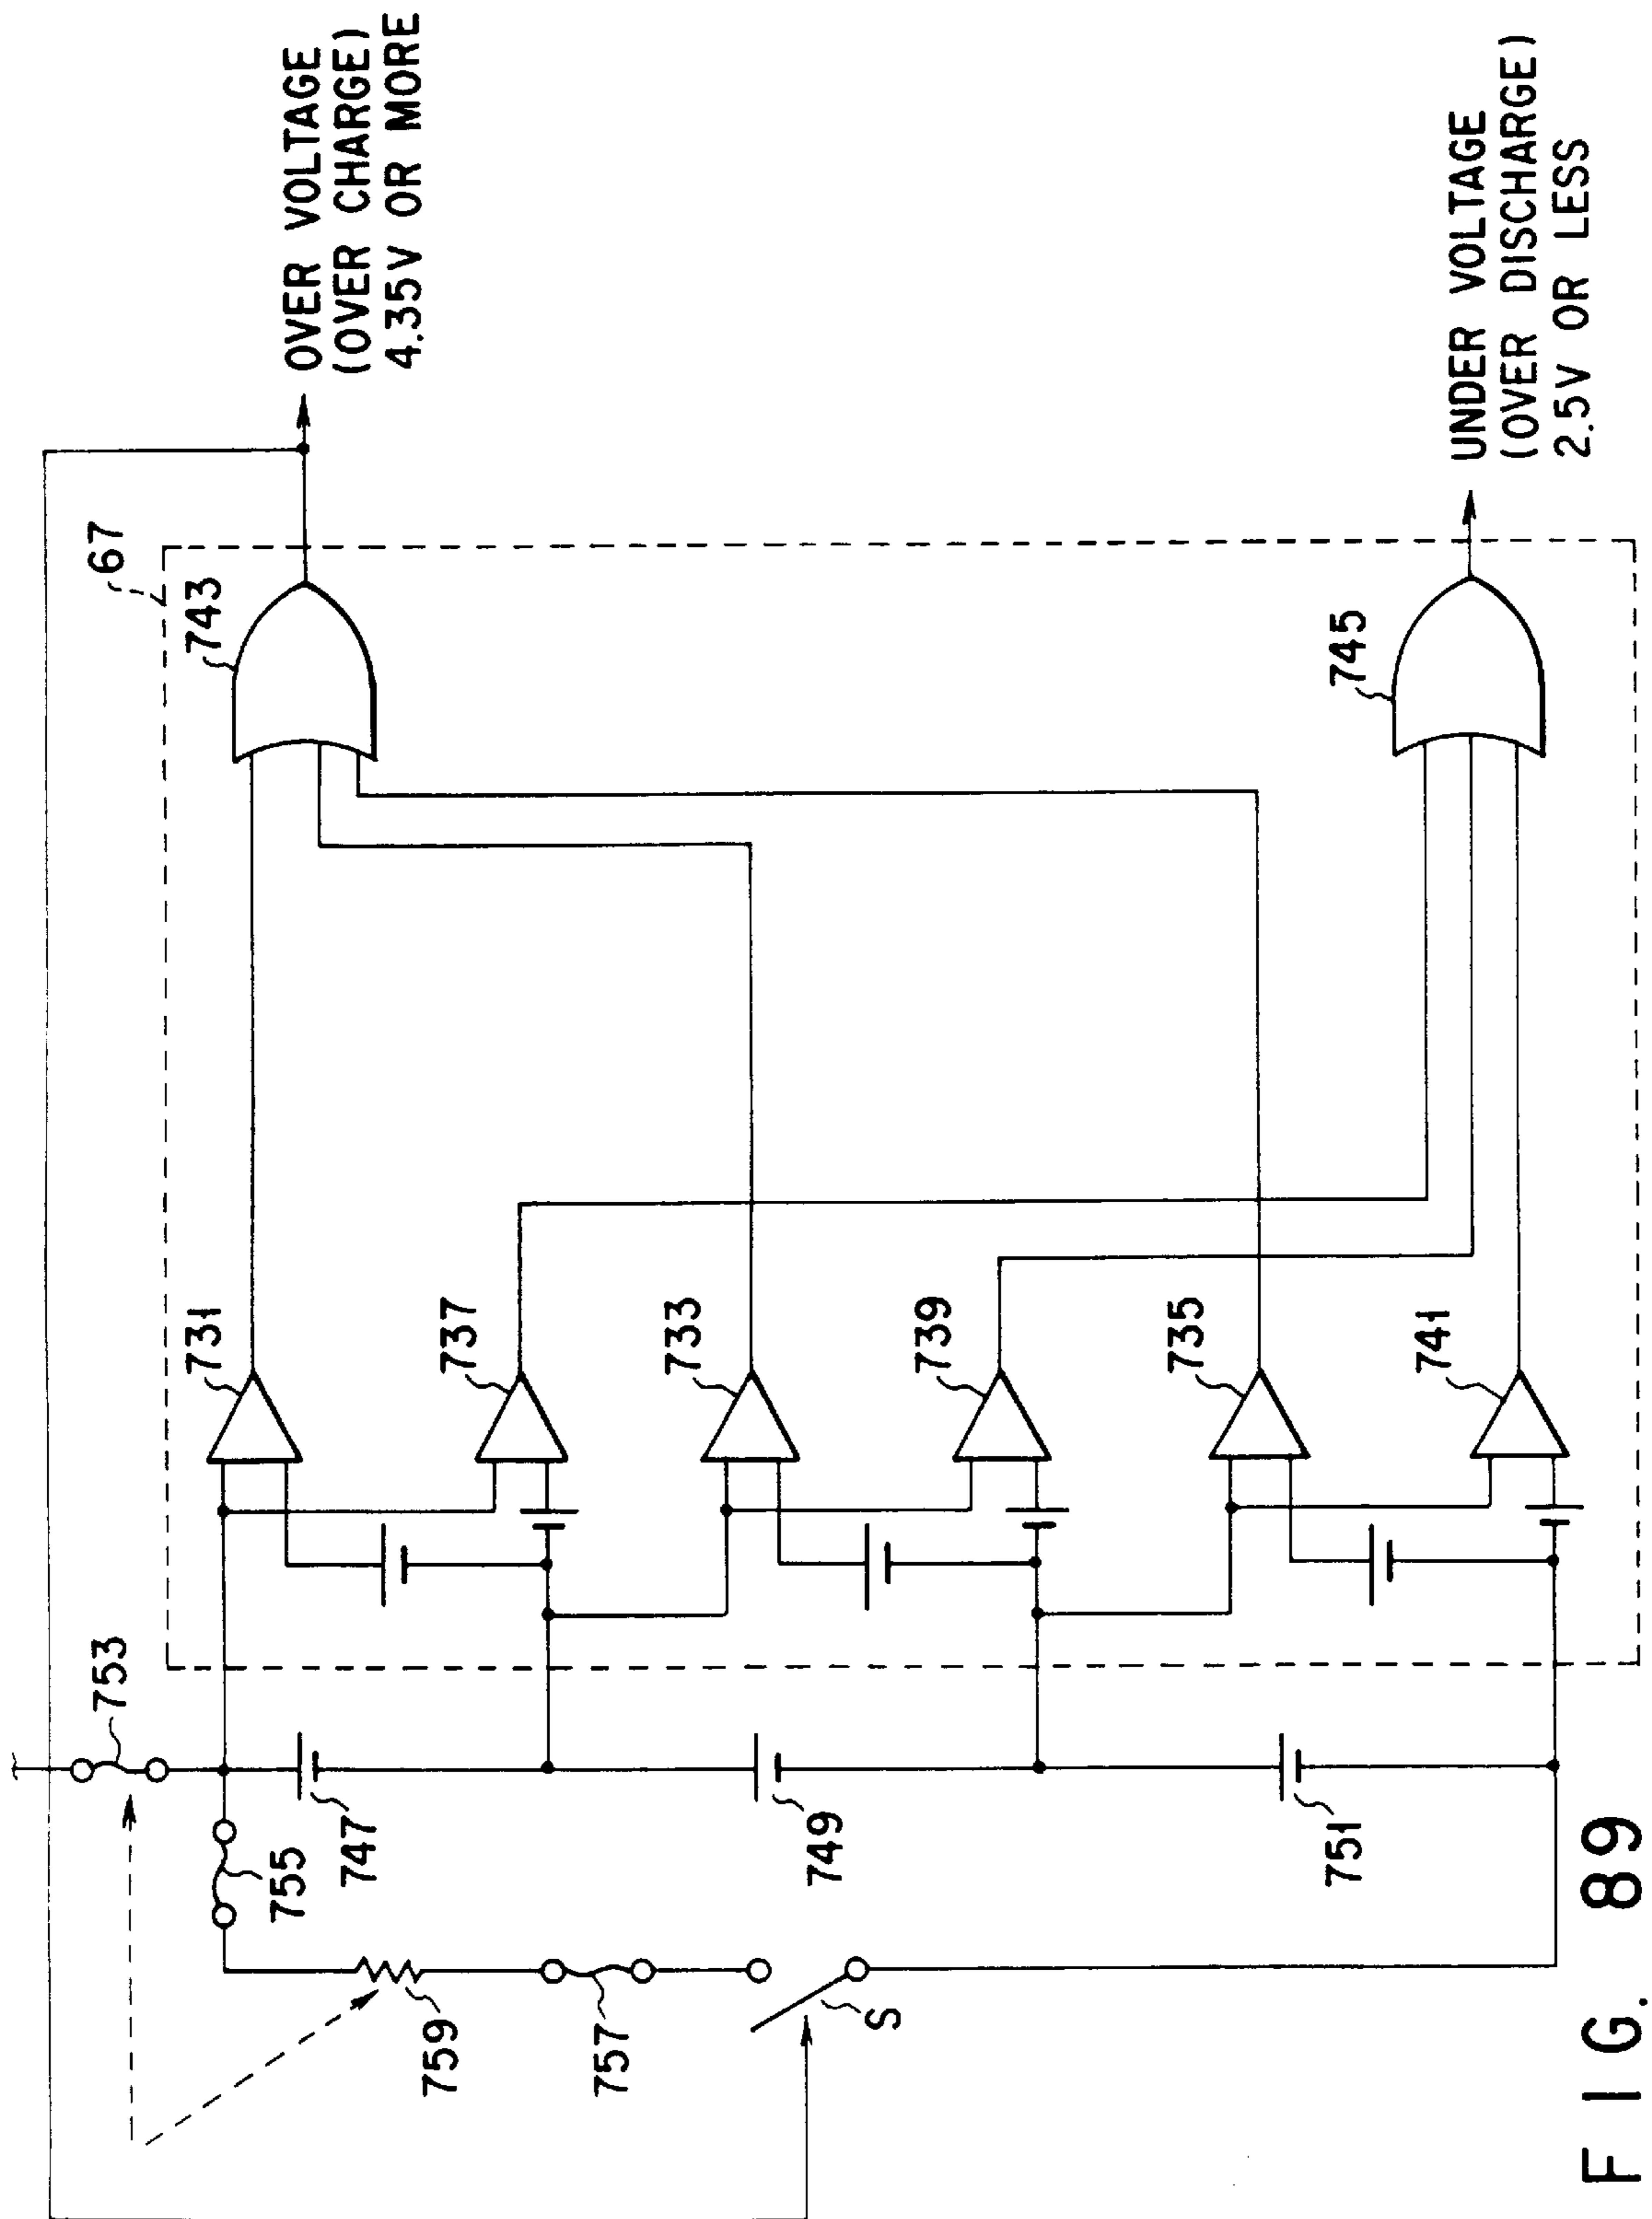 67
743
OVER VOLTAGE
(OVER CHARGE)
4.35V OR MORE
753
731
755
747
737
759
733
757
749
S
739
735
745
UNDER VOLTAGE
(OVER DISCHARGE)
2.5V OR LESS
751
741
FIG. 89